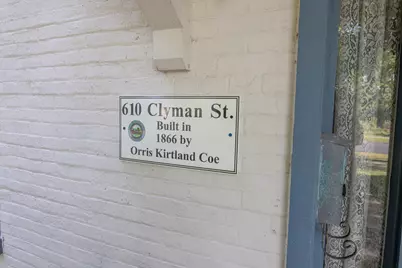 610 Clyman St.
Built in
1866 by
Orris Kirtland Coe